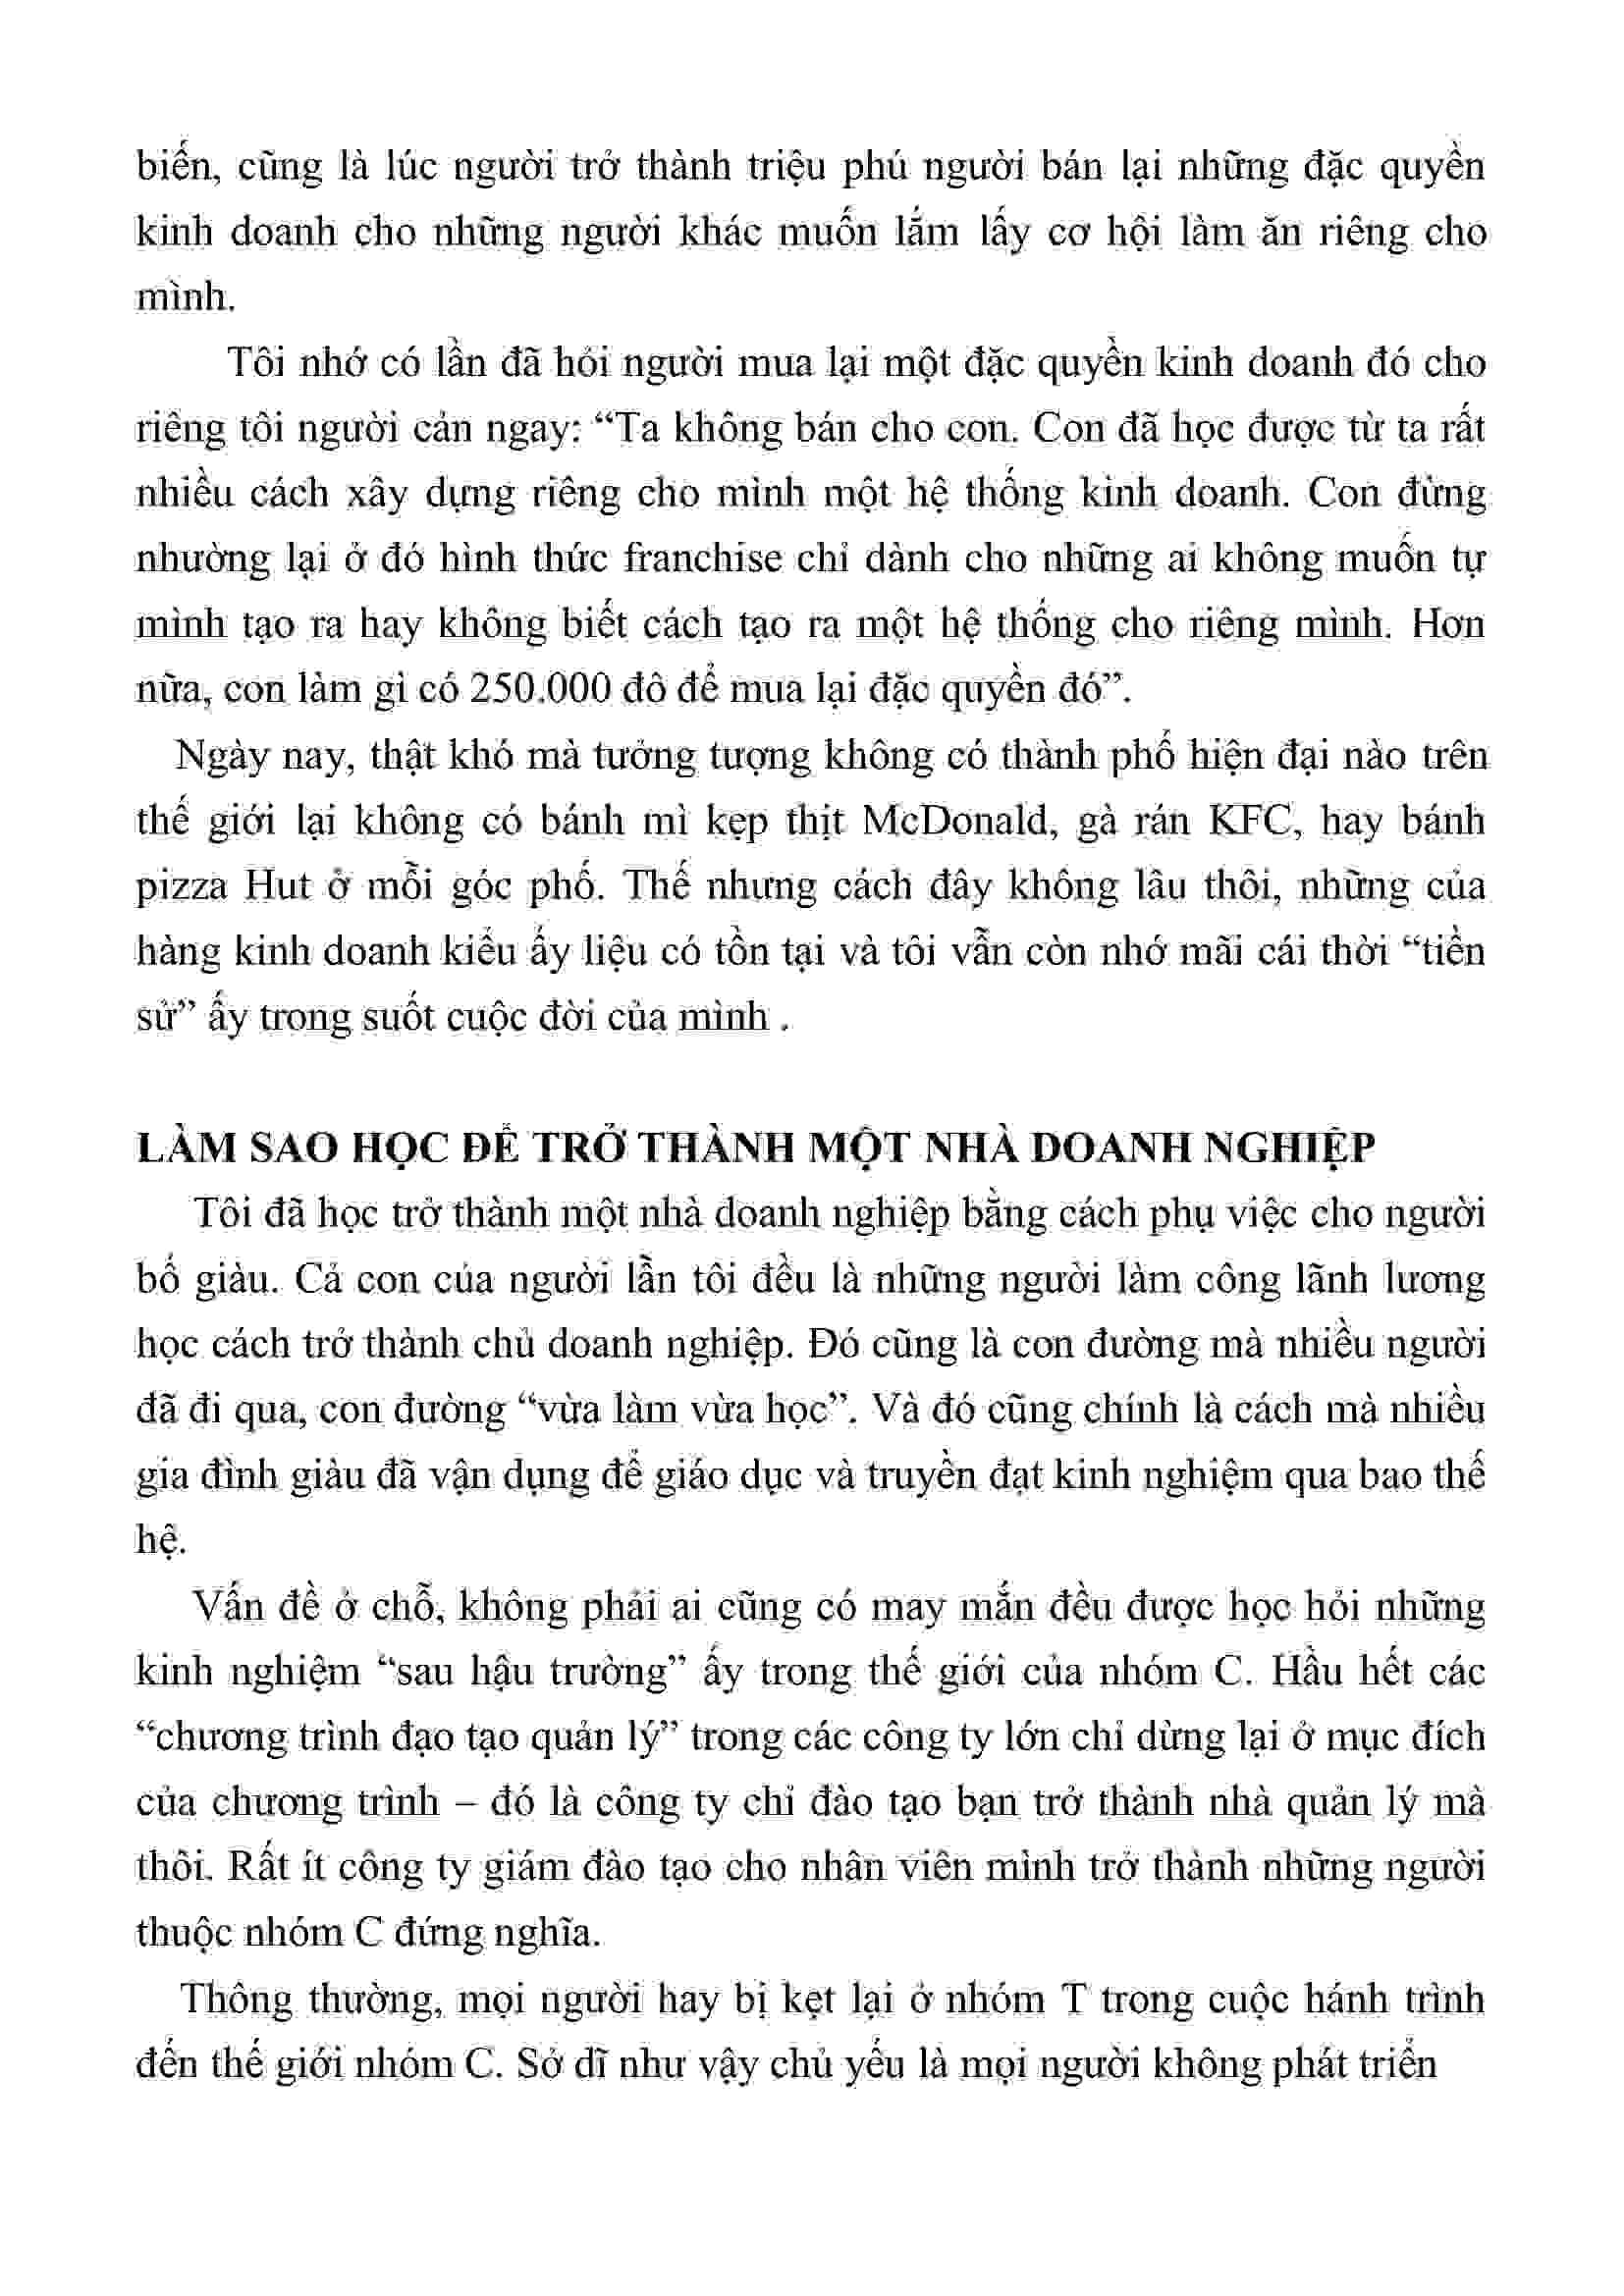 biến, cũng là lúc người trở thành triệu phú người bán lại những đặc quyền
kinh doanh cho những người khác muốn lắm lấy cơ hội làm ăn riêng cho
mình.
Tôi nhớ có lần đã hỏi người mua lại một đặc quyền kinh doanh đó cho
riêng tôi người cản ngay: “Ta không bán cho con. Con đã học được từ ta rất
nhiều cách xây dựng riêng cho mình một hệ thống kinh doanh. Con đừng
nhường lại ở đó hình thức franchise chỉ dành cho những ai không muốn tự
mình tạo ra hay không biết cách tạo ra một hệ thống cho riêng mình. Hơn
nữa, con làm gì có 250.000 đô để mua lại đặc quyền đó”.
Ngày nay, thật khó mà tưởng tượng không có thành phố hiện đại nào trên
thế giới lại không có bánh mì kẹp thịt McDonald, gà rán KFC, hay bánh
pizza Hut ở mỗi góc phố. Thế nhưng cách đây không lâu thôi, những của
hàng kinh doanh kiểu ấy liệu có tồn tại và tôi vẫn còn nhớ mãi cái thời “tiền
sử” ấy trong suốt cuộc đời của mình .
LÀM SAO HỌC ĐỂ TRỞ THÀNH MỘT NHÀ DOANH NGHIỆP
Tôi đã học trở thành một nhà doanh nghiệp bằng cách phụ việc cho người
bố giàu. Cả con của người lẫn tôi đều là những người làm công lãnh lương
học cách trở thành chủ doanh nghiệp. Đó cũng là con đường mà nhiều người
đã đi qua, con đường “vừa làm vừa học”. Và đó cũng chính là cách mà nhiều
gia đình giàu đã vận dụng để giáo dục và truyền đạt kinh nghiệm qua bao thế
hệ.
Vấn đề ở chỗ, không phải ai cũng có may mắn đều được học hỏi những
kinh nghiệm “sau hậu trường” ấy trong thế giới của nhóm C. Hầu hết các
“chương trình đạo tạo quản lý” trong các công ty lớn chỉ dừng lại ở mục đích
của chương trình – đó là công ty chỉ đào tạo bạn trở thành nhà quản lý mà
thôi. Rất ít công ty giám đào tạo cho nhân viên mình trở thành những người
thuộc nhóm C đứng nghĩa.
Thông thường, mọi người hay bị kẹt lại ở nhóm T trong cuộc hánh trình
đến thế giới nhóm C. Sở dĩ như vậy chủ yếu là mọi người không phát triển